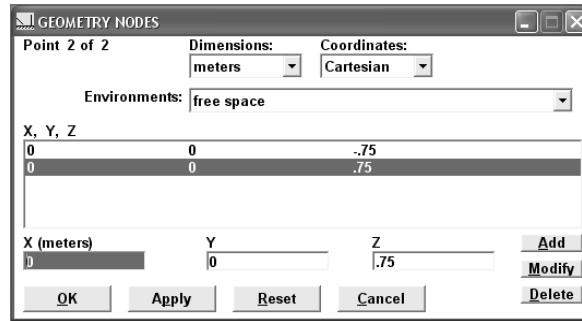 GEOMETRY NODES
Point 2 of 2 Dimensions: Coordinates:
meters Cartesian
Environments: free space
X, Y, Z
0 0 -.75
0 0 .75
X (meters) Y Z Add
0 0 .75 Modify
OK Apply Reset Cancel Delete